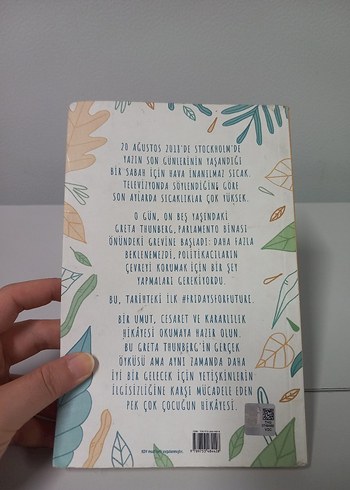 20 AĞUSTOS 2018'DE STOCKHOLM'DE
YAZIN SON GÜNLERİNİN YAŞANDIĞI
BİR SABAH İÇİN HAVA İNANILMAZ SICAK.
TELEVİZYONDA SÖYLENDİĞİNE GÖRE
SON AYLARDA SICAKLIKLAR ÇOK YÜKSEK.
O GÜN, ON BEŞ YAŞINDAKİ
GRETA THUNBERG, PARLAMENTO BİNASI
ÖNÜNDEKİ GREVİNE BAŞLADI: DAHA FAZLA
BEKLENEMEZDİ, POLİTİKACILARIN
ÇEVREYİ KORUMAK İÇİN BİR ŞEY
YAPMALARI GEREKİYORDU.
BU, TARİHTEKİ İLK #FRIDAYSFORFUTURE.
BİR UMUT, CESARET VE KARARLILIK
HİKÂYESİ OKUMAYA HAZIR OLUN.
BU GRETA THUNBERG'İN GERÇEK
ÖYKÜSÜ AMA AYNI ZAMANDA DAHA
İYİ BİR GELECEK İÇİN YETİŞKİNLERİN
İLGİSİZLİĞİNE KARŞI MÜCADELE EDEN
PEK ÇOK ÇOCUĞUN HİKÂYESİ.